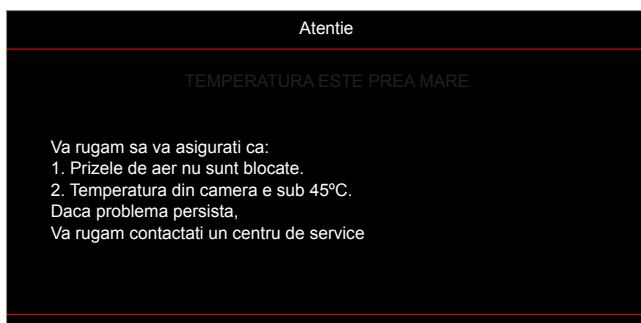 Atentie
TEMPERATURA ESTE PREA MARE
Va rugam sa va asigurati ca:
1. Prizele de aer nu sunt blocate.
2. Temperatura din camera e sub 45ºC.
Daca problema persista,
Va rugam contactati un centru de service